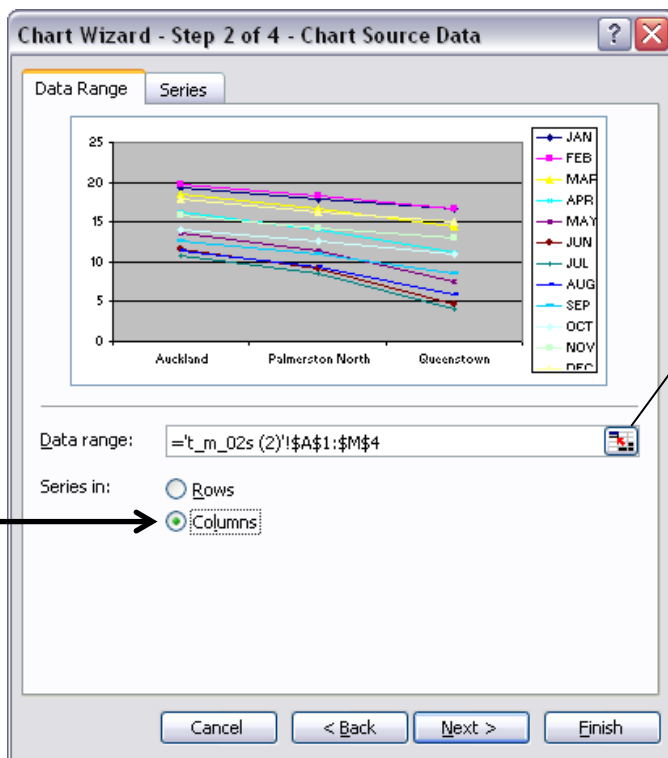 Chart Wizard - Step 2 of 4 - Chart Source Data
Data Range Series
25
20
15
10
5
0
Auckland Palmerston North Queenstown
JAN
FEB
MAR
APR
MAY
JUN
JUL
AUG
SEP
OCT
NOV
DEC
Data range: ='t_m_02s (2)'!$A$1:$M$4
Series in: Rows
Columns
Cancel < Back Next > Finish